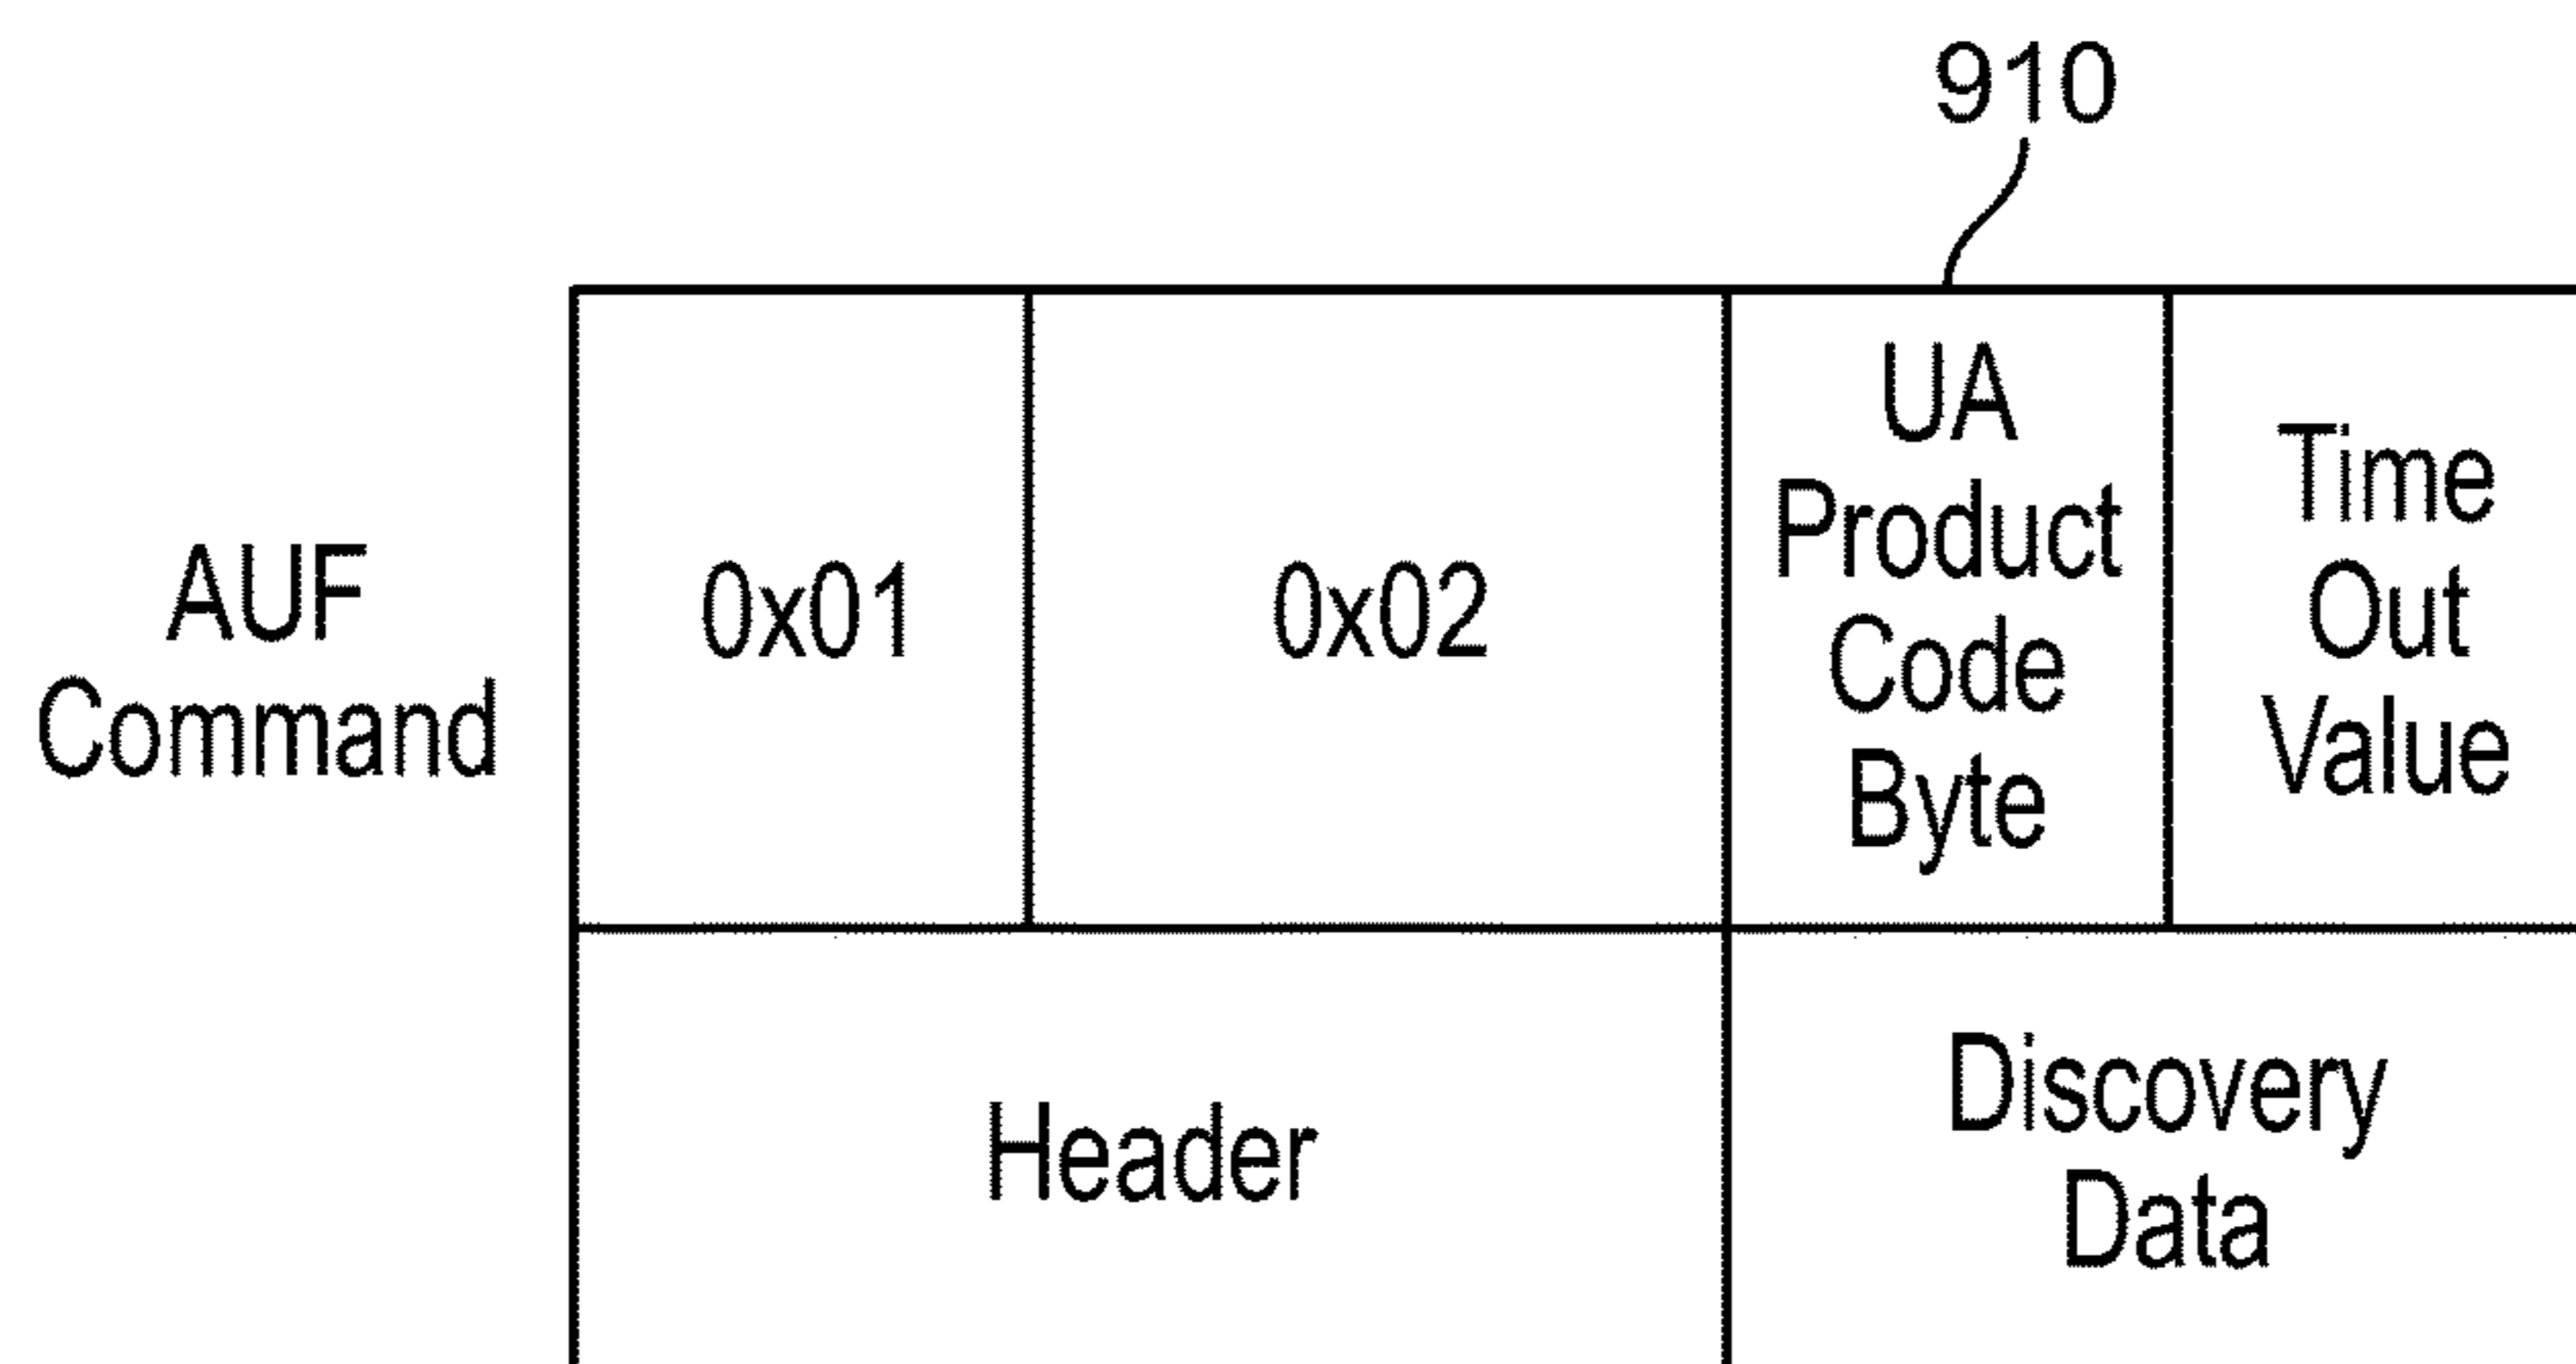 910
AUF
Command
0x01
0x02
UA
Product
Code
Byte
Time
Out
Value
Header
Discovery
Data